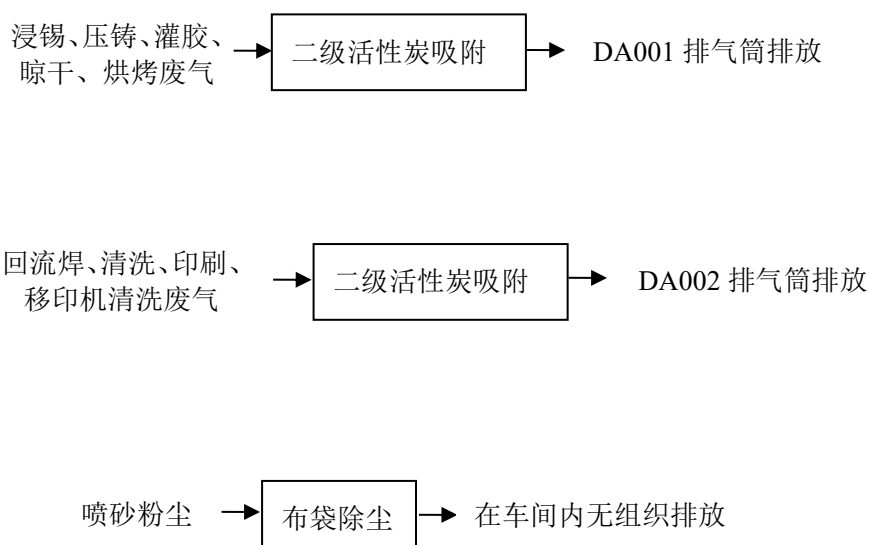 浸锡、压铸、灌胶、
晾干、烘烤废气
二级活性炭吸附
DA001 排气筒排放
回流焊、清洗、印刷、
移印机清洗废气
二级活性炭吸附
DA002 排气筒排放
喷砂粉尘
布袋除尘
在车间内无组织排放